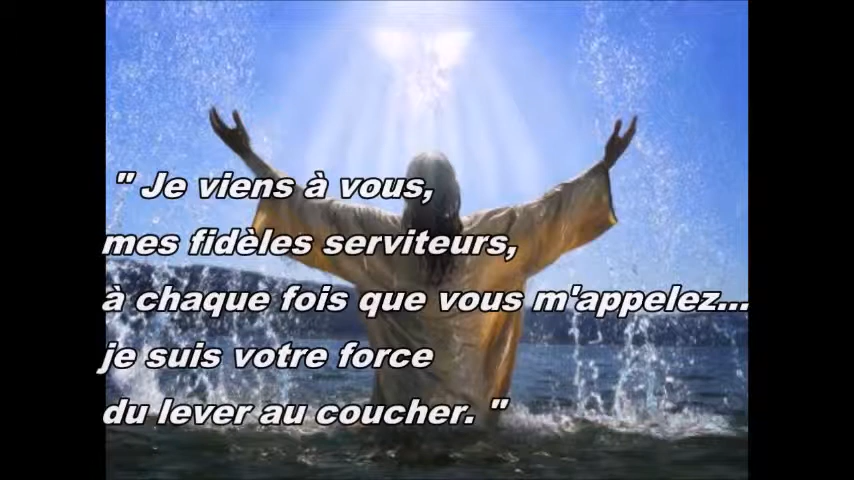 " Je viens à vous,
mes fidèles serviteurs,
à chaque fois que vous m'appelez...
je suis votre force
du lever au coucher. "